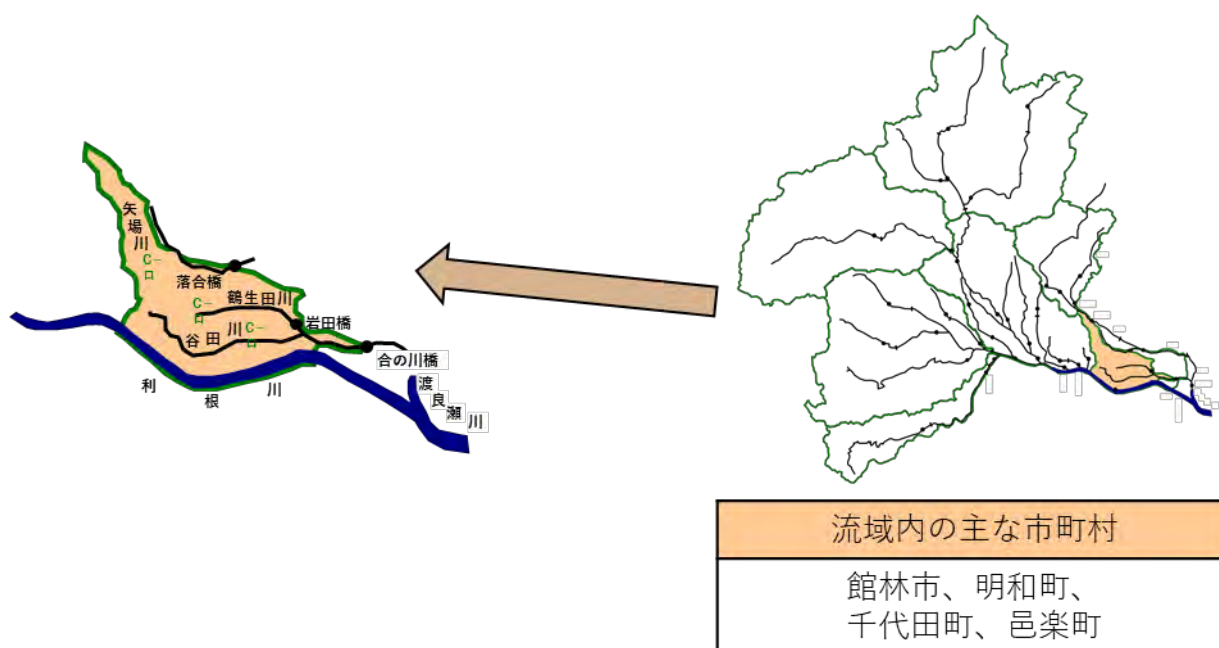 矢場川
C-ロ
落合橋
鶴生田川
C-ロ
岩田橋
谷田川
C-ロ
合の川橋
利根川
渡良瀬川
流域内の主な市町村
館林市、明和町、
千代田町、邑楽町